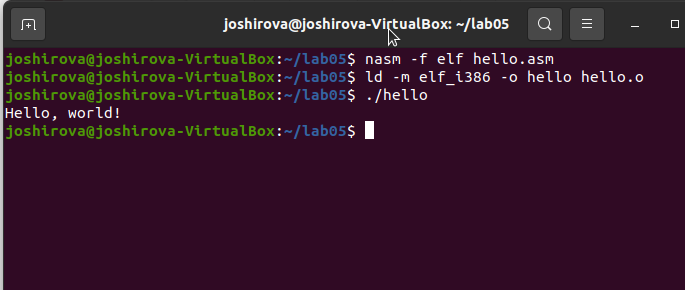 joshirova@joshirova-VirtualBox: ~/lab05
joshirova@joshirova-VirtualBox:~/lab05$ nasm -f elf hello.asm
joshirova@joshirova-VirtualBox:~/lab05$ ld -m elf_i386 -o hello hello.o
joshirova@joshirova-VirtualBox:~/lab05$ ./hello
Hello, world!
joshirova@joshirova-VirtualBox:~/lab05$